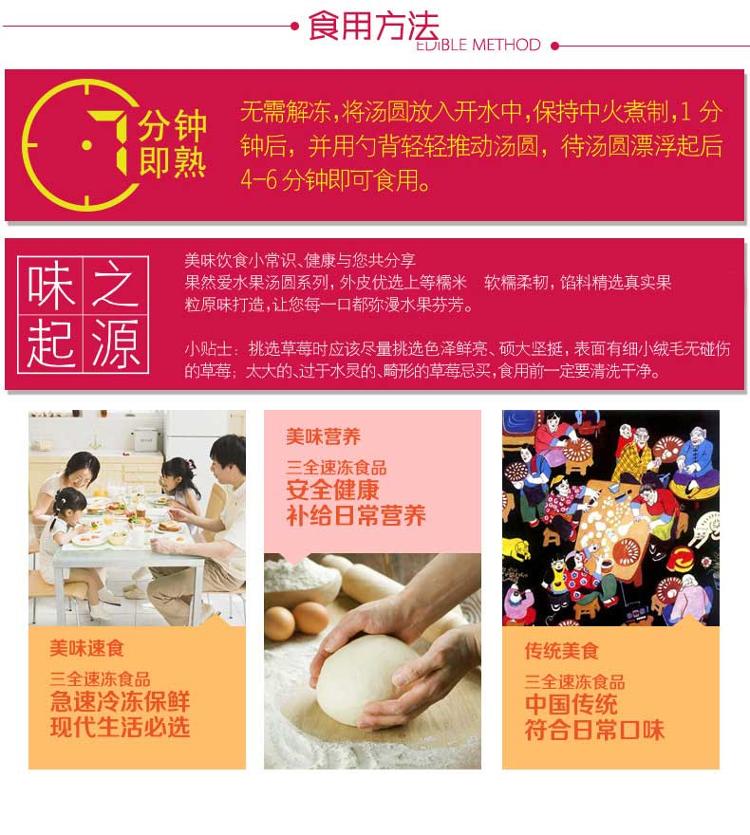 食用方法
EDIBLE METHOD
7分钟
即熟
无需解冻,将汤圆放入开水中,保持中火煮制,1 分
钟后，并用勺背轻轻推动汤圆，待汤圆漂浮起后
4-6 分钟即可食用。
味之
起源
美味饮食小常识、健康与您共分享
果然爱水果汤圆系列，外皮优选上等糯米　软糯柔韧，馅料精选真实果
粒原味打造,让您每一口都弥漫水果芬芳。
小贴士：挑选草莓时应该尽量挑选色泽鲜亮、硕大坚挺，表面有细小绒毛无碰伤
的草莓；太大的、过于水灵的、畸形的草莓忌买,食用前一定要清洗干净。
美味速食
三全速冻食品
急速冷冻保鲜
现代生活必选
美味营养
三全速冻食品
安全健康
补给日常营养
传统美食
三全速冻食品
中国传统
符合日常口味